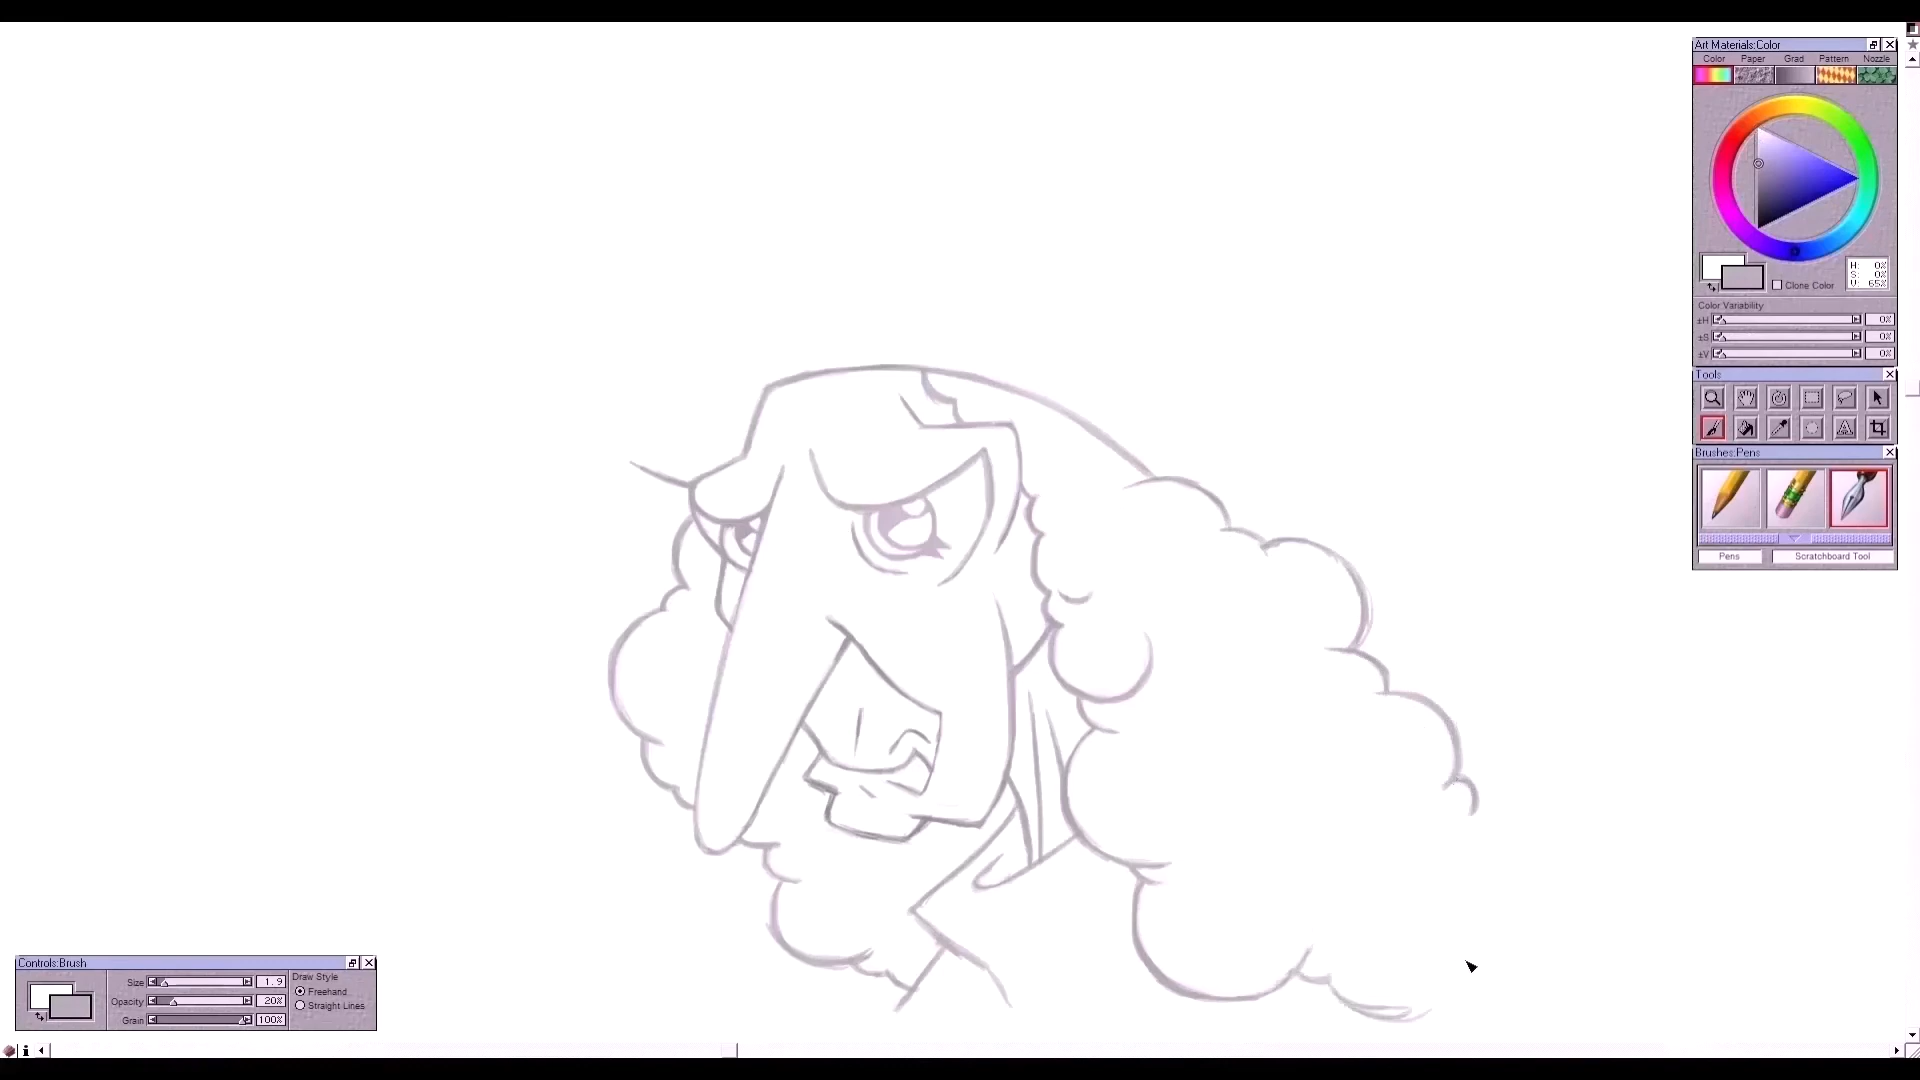 Art Materials:Color
Color Paper Grad Pattern Nozzle
H: 0%
S: 0%
V: 65%
Clone Color
Color Variability
±H 0%
±S 0%
±V 0%
Tools
Brushes:Pens
Pens Scratchboard Tool
Controls:Brush
Size 1.9
Opacity 20%
Grain 100%
Draw Style
Freehand
Straight Lines